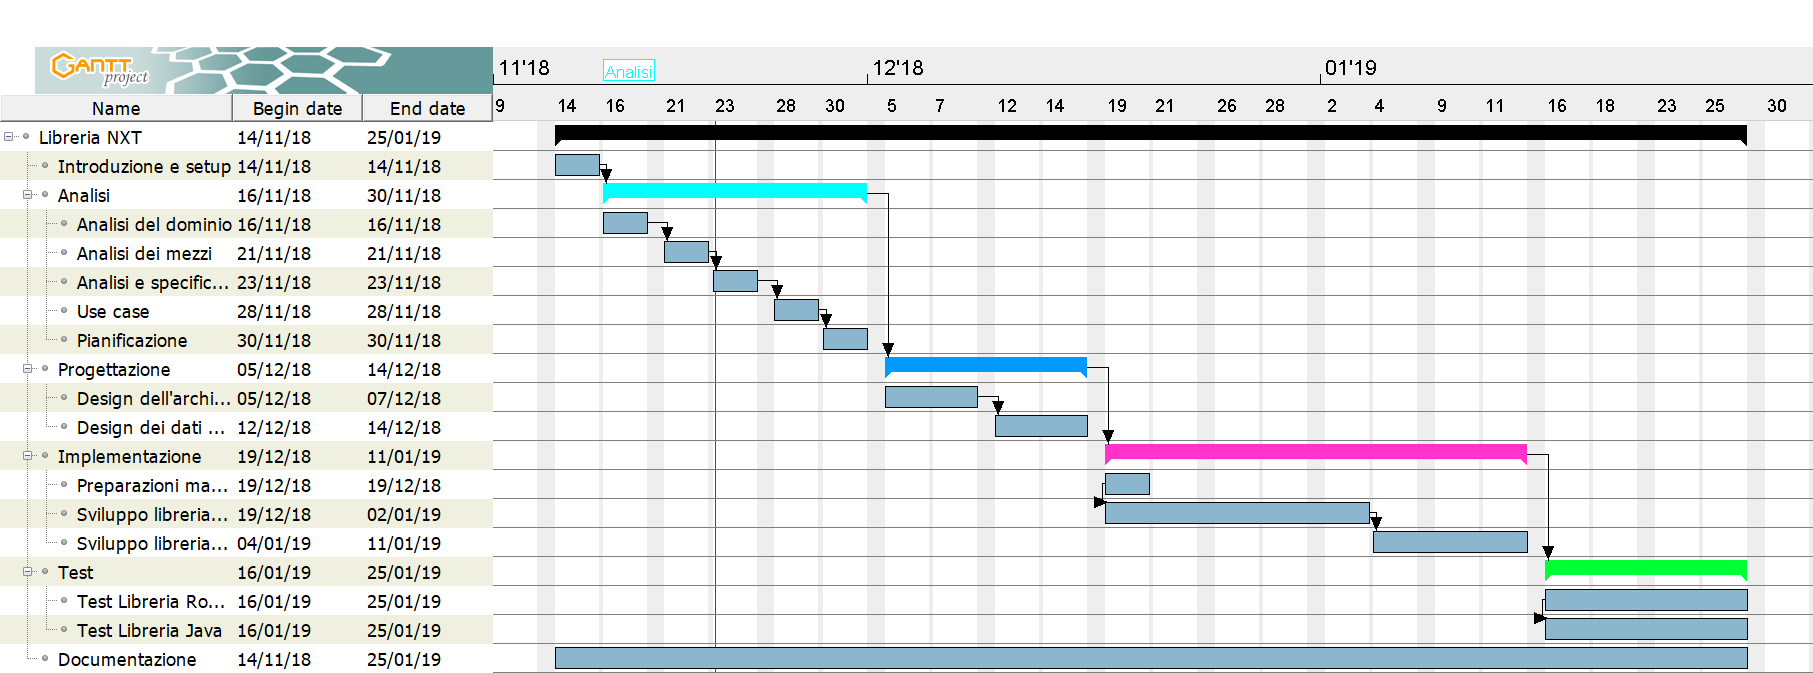 GANTT
project
11'18 Analisi 12'18 01'19
Name Begin date End date 9 14 16 21 23 28 30 5 7 12 14 19 21 26 28 2 4 9 11 16 18 23 25 30
Libreria NXT 14/11/18 25/01/19
Introduzione e setup 14/11/18 14/11/18
Analisi 16/11/18 30/11/18
Analisi del dominio 16/11/18 16/11/18
Analisi dei mezzi 21/11/18 21/11/18
Analisi e specific... 23/11/18 23/11/18
Use case 28/11/18 28/11/18
Pianificazione 30/11/18 30/11/18
Progettazione 05/12/18 14/12/18
Design dell'archi... 05/12/18 07/12/18
Design dei dati ... 12/12/18 14/12/18
Implementazione 19/12/18 11/01/19
Preparazioni ma... 19/12/18 19/12/18
Sviluppo libreria... 19/12/18 02/01/19
Sviluppo libreria... 04/01/19 11/01/19
Test 16/01/19 25/01/19
Test Libreria Ro... 16/01/19 25/01/19
Test Libreria Java 16/01/19 25/01/19
Documentazione 14/11/18 25/01/19